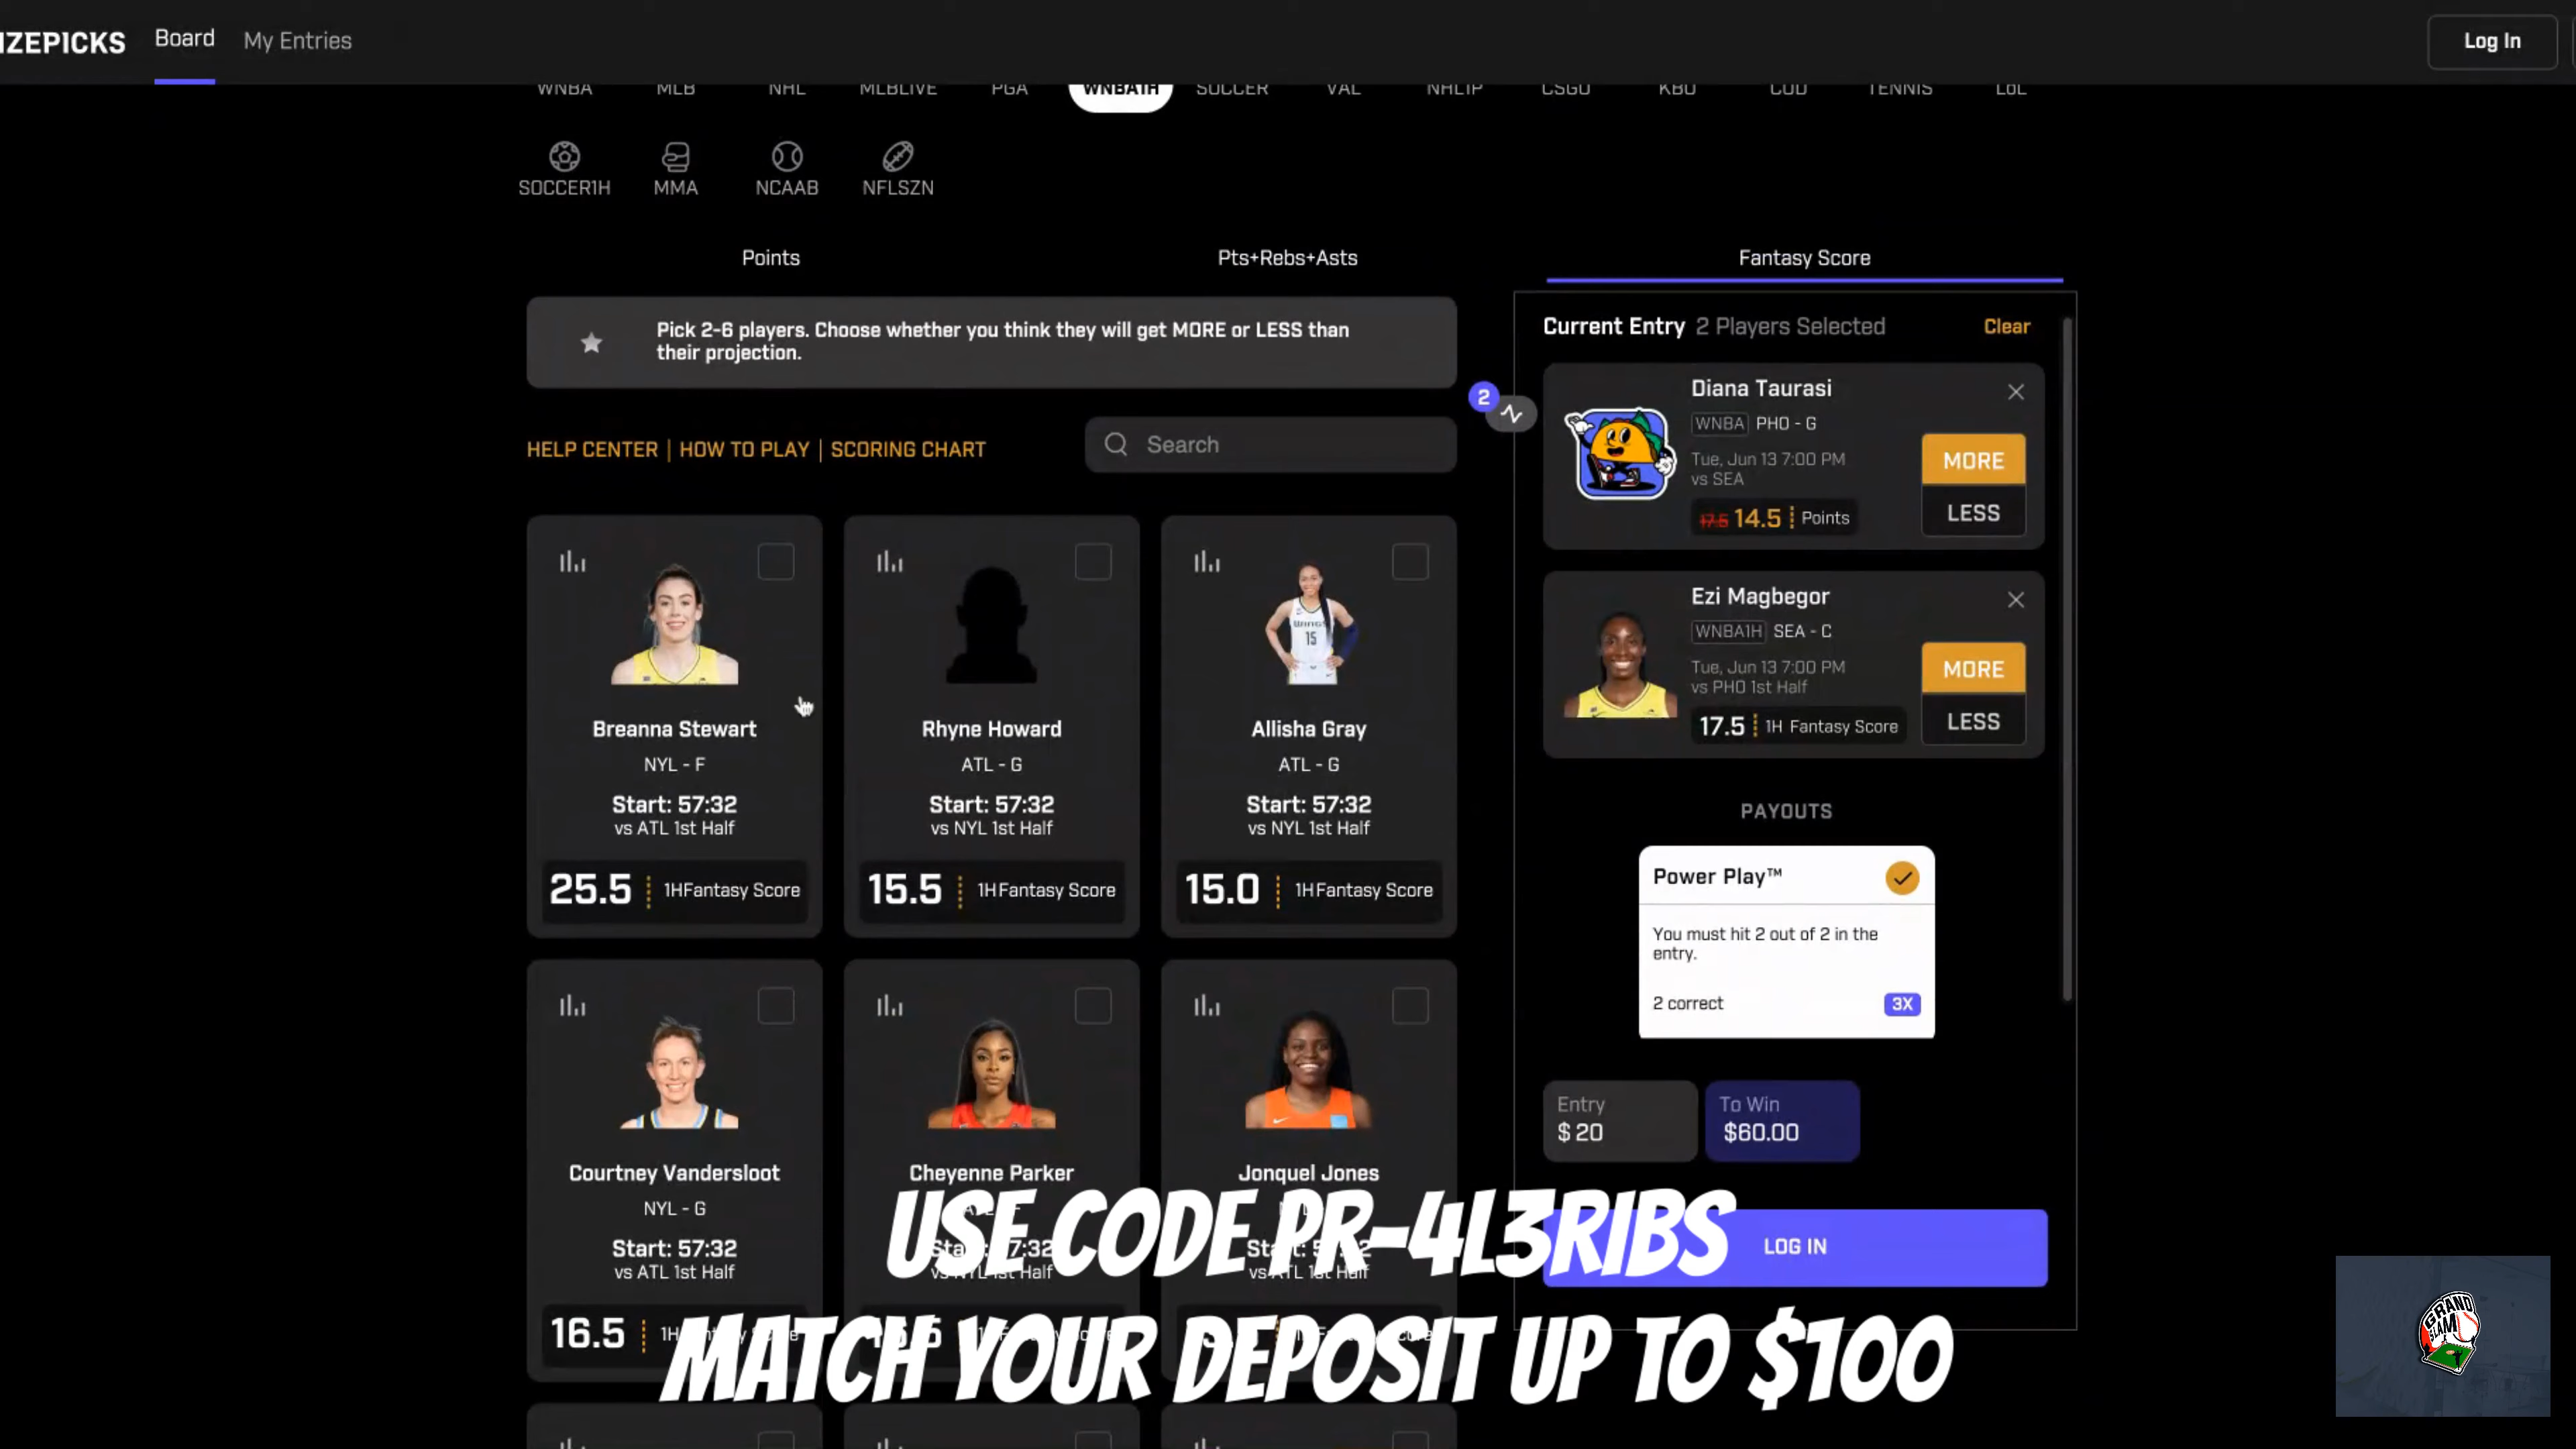 IZEPICKS
Board
My Entries
Log In
WNBA
MLB
NHL
MLBLIVE
PGA
WNBA1H
SOCCER
VAL
NHL1P
CSGO
KBO
COD
TENNIS
LoL
SOCCER1H
MMA
NCAAB
NFLSZN
Points
Pts+Rebs+Asts
Fantasy Score
Pick 2-6 players. Choose whether you think they will get MORE or LESS than
their projection.
HELP CENTER | HOW TO PLAY | SCORING CHART
Search
Breanna Stewart
NYL - F
Start: 57:32
vs ATL 1st Half
25.5 1HFantasy Score
Rhyne Howard
ATL - G
Start: 57:32
vs NYL 1st Half
15.5 1HFantasy Score
WINGS
15
Allisha Gray
ATL - G
Start: 57:32
vs NYL 1st Half
15.0 1HFantasy Score
Courtney Vandersloot
NYL - G
Start: 57:32
vs ATL 1st Half
16.5
Cheyenne Parker
Jonquel Jones
2
Current Entry 2 Players Selected
Clear
Diana Taurasi
WNBA PHO - G
Tue, Jun 13 7:00 PM
vs SEA
17.5 14.5 Points
MORE
LESS
Ezi Magbegor
WNBA1H SEA - C
Tue, Jun 13 7:00 PM
vs PHO 1st Half
17.5 1H Fantasy Score
MORE
LESS
PAYOUTS
Power Play™
You must hit 2 out of 2 in the
entry.
2 correct
3X
Entry
$ 20
To Win
$60.00
LOG IN
USE CODE PR-4L3RIBS
MATCH YOUR DEPOSIT UP TO $100
GRAND
SLAM